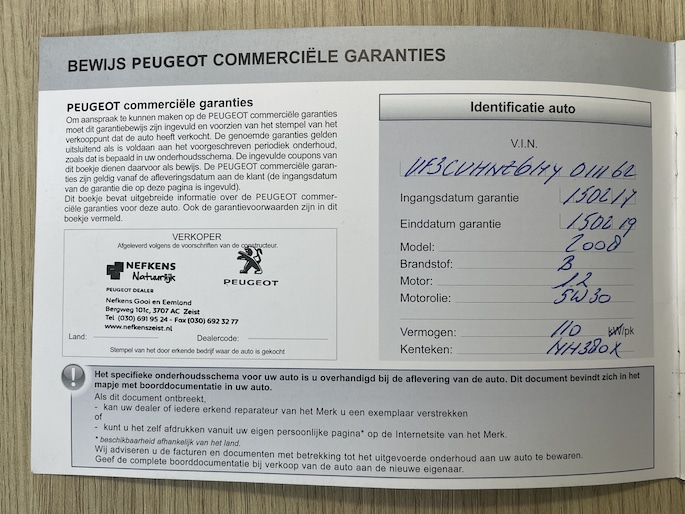 BEWIJS PEUGEOT COMMERCIËLE GARANTIES
PEUGEOT commerciële garanties
Om aanspraak te kunnen maken op de PEUGEOT commerciële garanties
moet dit garantiebewijs zijn ingevuld en voorzien van het stempel van het
verkooppunt dat de auto heeft verkocht. De genoemde garanties gelden
uitsluitend als is voldaan aan het voorgeschreven periodiek onderhoud,
zoals dat is bepaald in uw onderhoudsschema. De ingevulde coupons van
dit boekje dienen daarvoor als bewijs. De PEUGEOT commerciële garan-
ties zijn geldig vanaf de afleveringsdatum aan de klant (de ingangsdatum
van de garantie die op deze pagina is ingevuld).
Dit boekje bevat uitgebreide informatie over de PEUGEOT commer-
ciële garanties voor deze auto. Ook de garantievoorwaarden zijn in dit
boekje vermeld.
VERKOPER
Afgeleverd volgens de voorschriften van de constructeur.
NEFKENS
Natuurlijk
PEUGEOT DEALER
PEUGEOT
Nefkens Gooi en Eemland
Bergweg 101c, 3707 AC Zeist
Tel (030) 691 95 24 - Fax (030) 692 32 77
www.nefkenszeist.nl
Land: Dealercode:
Stempel van het door erkende bedrijf waar de auto is gekocht
Identificatie auto
V.I.N.
011162
Ingangsdatum garantie 150217
Einddatum garantie 150219
Model: 2008
Brandstof: B
Motor: 1.2
Motorolie: 5W30
Vermogen: 110 kW/pk
Kenteken: NH380X
Het specifieke onderhoudsschema voor uw auto is u overhandigd bij de aflevering van de auto. Dit document bevindt zich in het
mapje met boorddocumentatie in uw auto.
Als dit document ontbreekt,
- kan uw dealer of iedere erkend reparateur van het Merk u een exemplaar verstrekken
of
- kunt u het zelf afdrukken vanuit uw eigen persoonlijke pagina* op de Internetsite van het Merk.
* beschikbaarheid afhankelijk van het land.
Wij adviseren u de facturen en documenten met betrekking tot het uitgevoerde onderhoud aan uw auto te bewaren.
Geef de complete boorddocumentatie bij verkoop van de auto aan de nieuwe eigenaar.